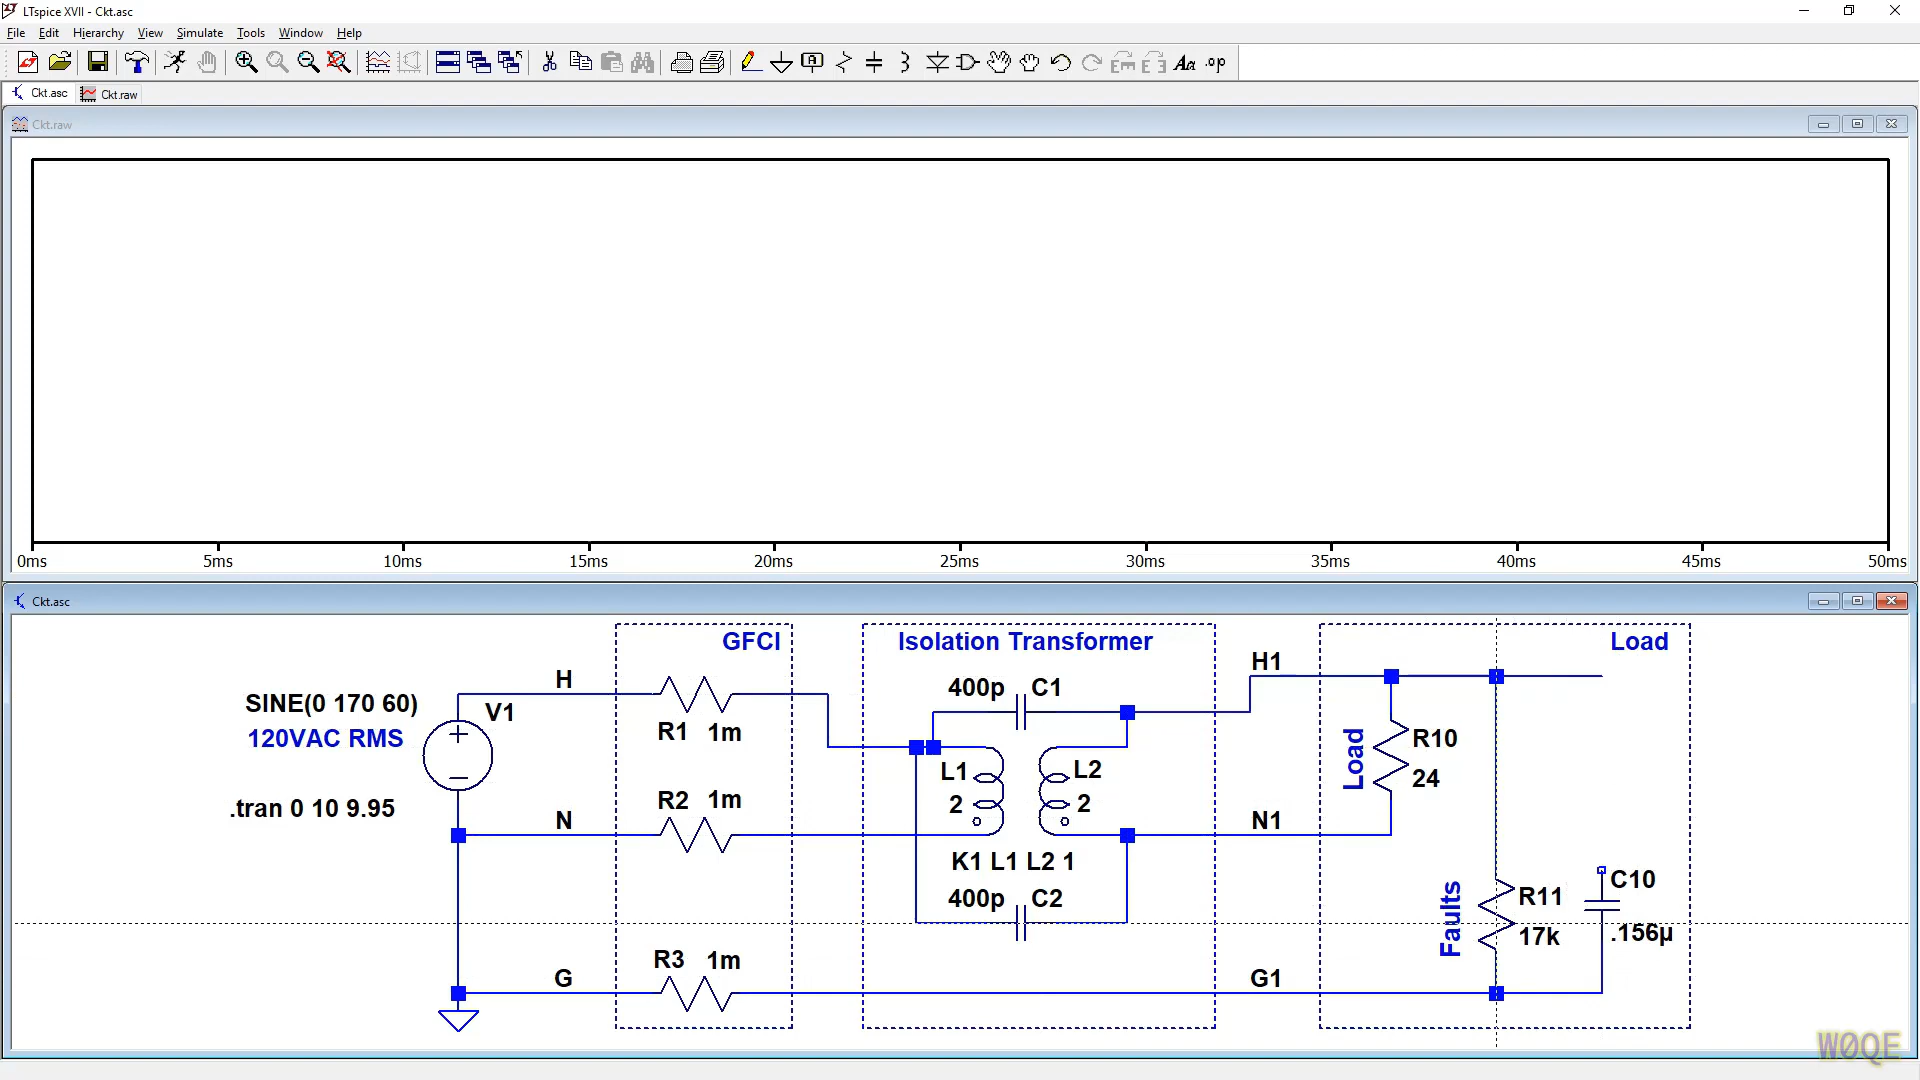 LTspice XVII - Ckt.asc
File Edit Hierarchy View Simulate Tools Window Help
Ckt.asc Ckt.raw
Ckt.raw
0ms 5ms 10ms 15ms 20ms 25ms 30ms 35ms 40ms 45ms 50ms
Ckt.asc
GFCI Isolation Transformer Load
H H1
SINE(0 170 60) V1 400p C1
120VAC RMS R1 1m Load R10
L1 L2 24
.tran 0 10 9.95 R2 1m 2 2
N N1
K1 L1 L2 1
400p C2 Faults R11 C10
17k .156µ
R3 1m
G G1
W0QE